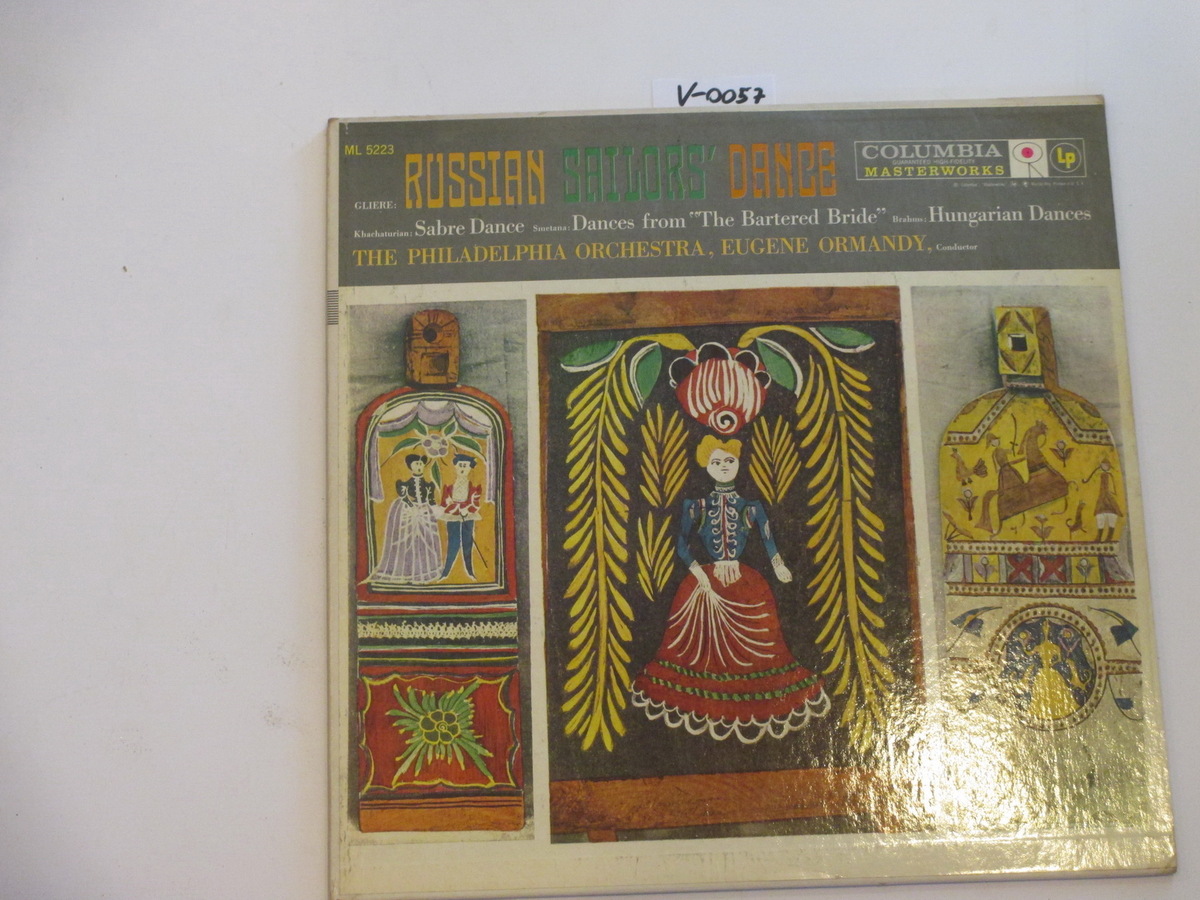 V-0057
ML 5223
GLIERE: RUSSIAN SAILORS' DANCE
COLUMBIA
GUARANTEED HIGH-FIDELITY
MASTERWORKS
Lp
Khachaturian: Sabre Dance Smetana: Dances from "The Bartered Bride" Brahms: Hungarian Dances
THE PHILADELPHIA ORCHESTRA, EUGENE ORMANDY, Conductor